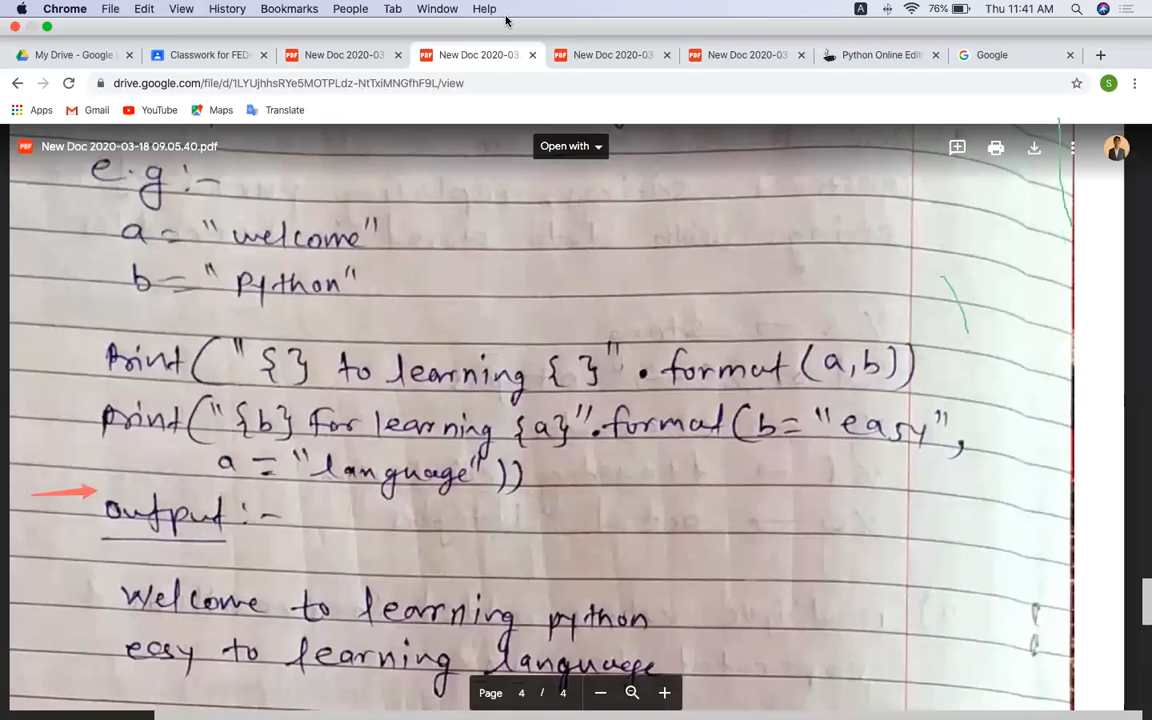 Chrome File Edit View History Bookmarks People Tab Window Help A 76% Thu 11:41 AM
My Drive - Google Classwork for FED New Doc 2020-03 New Doc 2020-03 New Doc 2020-03 New Doc 2020-03 Python Online Edit Google
drive.google.com/file/d/1LYUjhhsRYe5MOTPLdz-NtTxiMNGfhF9L/view S
Apps Gmail YouTube Maps Translate
PDF New Doc 2020-03-18 09.05.40.pdf Open with
e.g :-
a = "welcome"
b = "python"
Print( "{} to learning { }" . format (a,b))
Print("{b} for learning {a}".format(b= "easy",
a = "language"))
output :-
Welcome to learning python
easy to learning language
Page 4 / 4